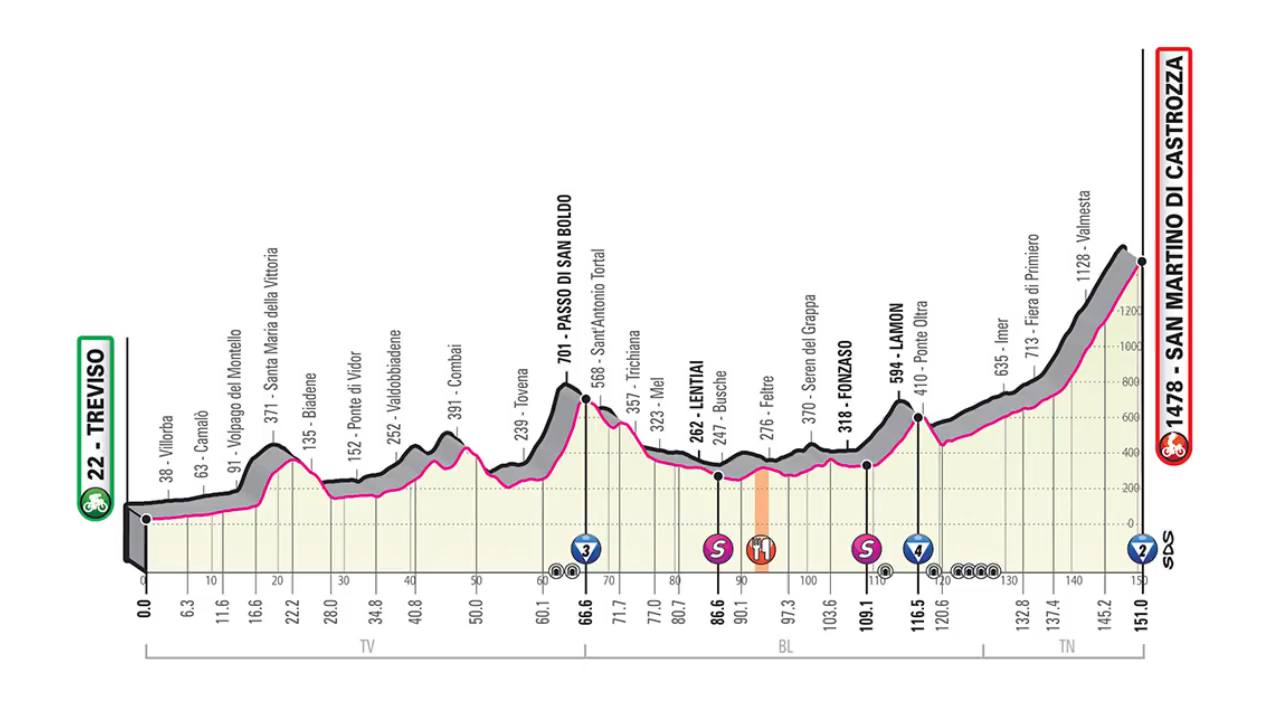 22 - TREVISO
38 - Villorba
63 - Camalò
91 - Volpago del Montello
371 - Santa Maria della Vittoria
135 - Biadene
152 - Ponte di Vidor
252 - Valdobbiadene
391 - Combai
239 - Tovena
701 - PASSO DI SAN BOLDO
568 - Sant'Antonio Tortal
357 - Trichiana
323 - Mel
262 - LENTIAI
247 - Busche
276 - Feltre
370 - Seren del Grappa
318 - FONZASO
594 - LAMON
410 - Ponte Oltra
635 - Imer
713 - Fiera di Primiero
1128 - Valmesta
1478 - SAN MARTINO DI CASTROZZA
1200
1000
800
600
400
200
0
3
S
S
4
2
SDS
0 10 20 30 40 50 60 70 80 90 100 110 120 130 140 150
0.0 6.3 11.6 16.6 22.2 28.0 34.8 40.8 50.0 60.1 66.6 71.7 77.0 80.7 86.6 90.1 97.3 103.6 109.1 116.5 120.6 132.8 137.4 145.2 151.0
TV BL TN